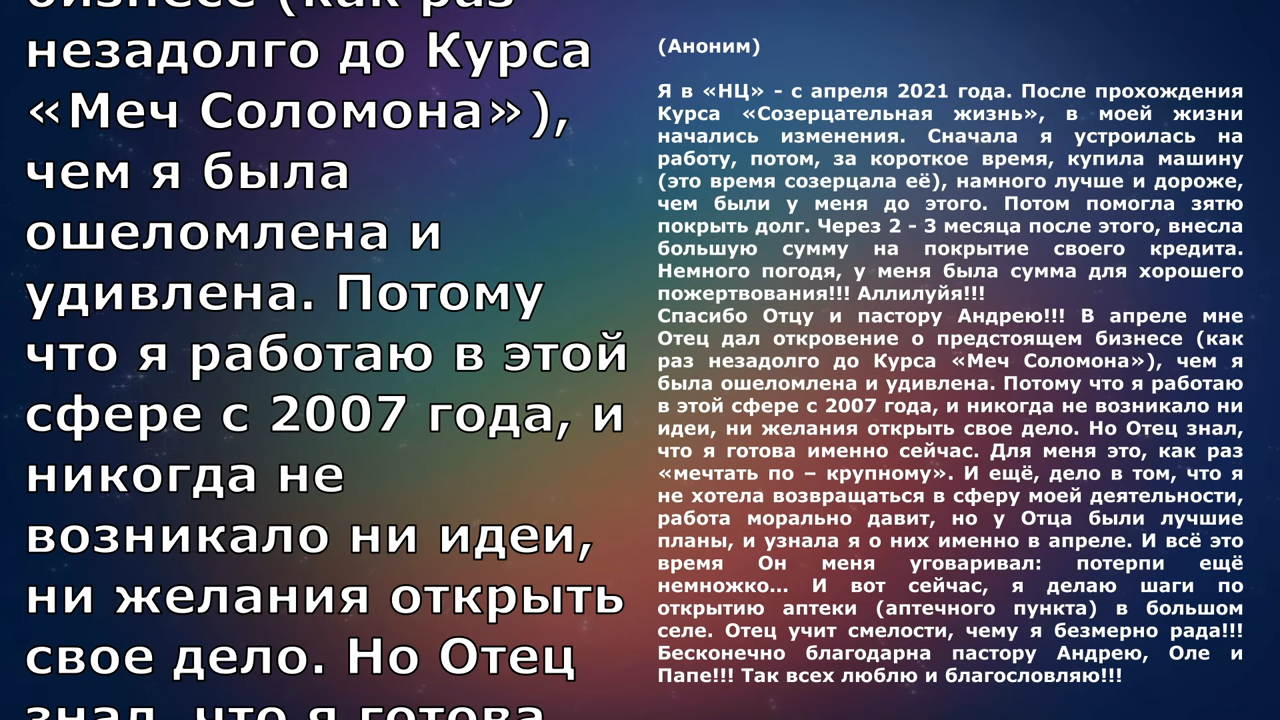 бизнесе (как раз
незадолго до Курса
«Меч Соломона»),
чем я была
ошеломлена и
удивлена. Потому
что я работаю в этой
сфере с 2007 года, и
никогда не
возникало ни идеи,
ни желания открыть
свое дело. Но Отец
знал, что я готова
(Аноним)
Я в «НЦ» - с апреля 2021 года. После прохождения
Курса «Созерцательная жизнь», в моей жизни
начались изменения. Сначала я устроилась на
работу, потом, за короткое время, купила машину
(это время созерцала её), намного лучше и дороже,
чем были у меня до этого. Потом помогла зятю
покрыть долг. Через 2 - 3 месяца после этого, внесла
большую сумму на покрытие своего кредита.
Немного погодя, у меня была сумма для хорошего
пожертвования!!! Аллилуйя!!!
Спасибо Отцу и пастору Андрею!!! В апреле мне
Отец дал откровение о предстоящем бизнесе (как
раз незадолго до Курса «Меч Соломона»), чем я
была ошеломлена и удивлена. Потому что я работаю
в этой сфере с 2007 года, и никогда не возникало ни
идеи, ни желания открыть свое дело. Но Отец знал,
что я готова именно сейчас. Для меня это, как раз
«мечтать по – крупному». И ещё, дело в том, что я
не хотела возвращаться в сферу моей деятельности,
работа морально давит, но у Отца были лучшие
планы, и узнала я о них именно в апреле. И всё это
время Он меня уговаривал: потерпи ещё
немножко... И вот сейчас, я делаю шаги по
открытию аптеки (аптечного пункта) в большом
селе. Отец учит смелости, чему я безмерно рада!!!
Бесконечно благодарна пастору Андрею, Оле и
Папе!!! Так всех люблю и благословляю!!!